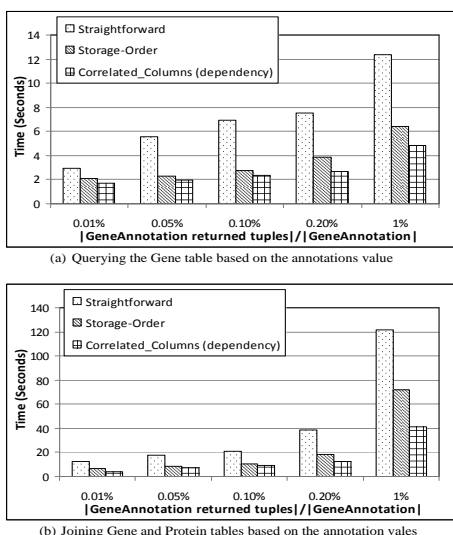 Straightforward
Storage-Order
Correlated_Columns (dependency)
14
12
10
8
6
4
2
0
Time (Seconds)
0.01% 0.05% 0.10% 0.20% 1%
|GeneAnnotation returned tuples|/|GeneAnnotation|
(a) Querying the Gene table based on the annotations value
Straightforward
Storage-Order
Correlated_Columns (dependency)
140
120
100
80
60
40
20
0
Time (Seconds)
0.01% 0.05% 0.10% 0.20% 1%
|GeneAnnotation returned tuples|/|GeneAnnotation|
(b) Joining Gene and Protein tables based on the annotation vales